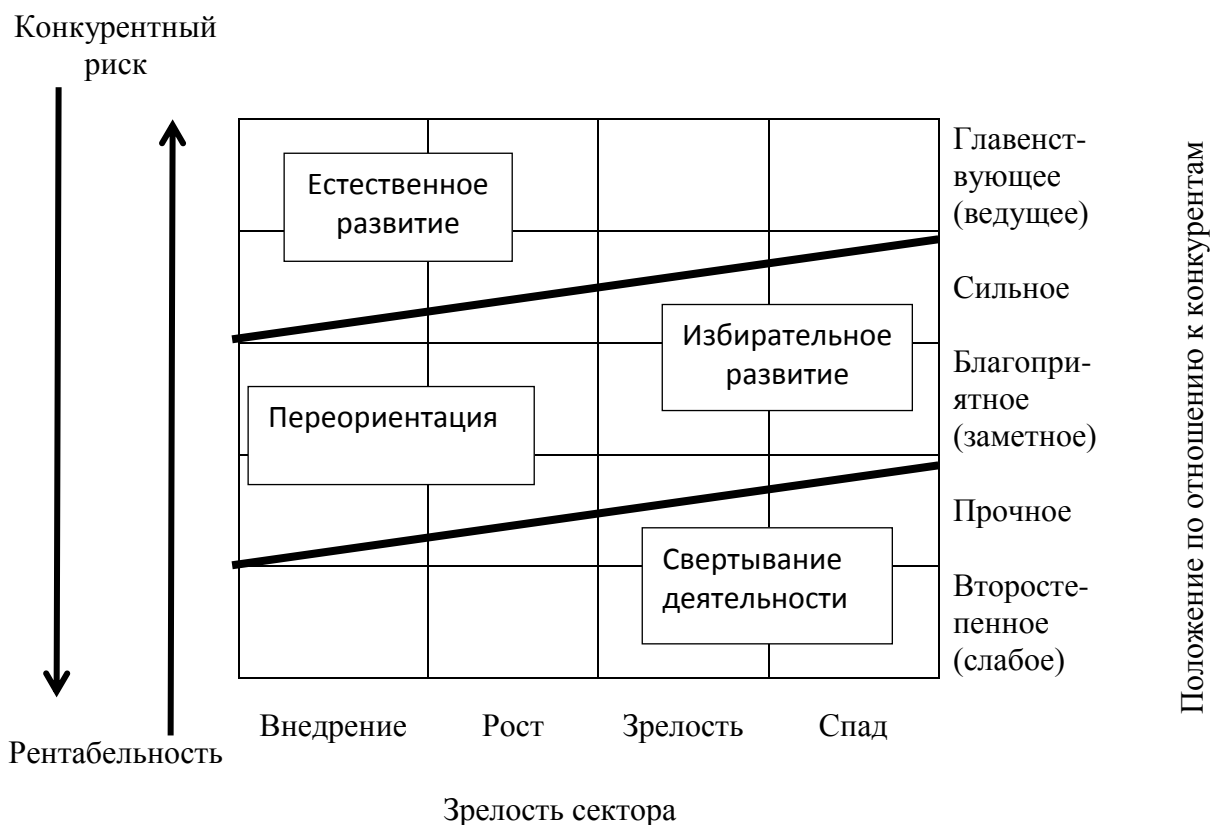 Конкурентный
риск
Естественное
развитие
Переориентация
Избирательное
развитие
Свертывание
деятельности
Главенст-
вующее
(ведущее)
Сильное
Благопри-
ятное
(заметное)
Прочное
Второсте-
пенное
(слабое)
Положение по отношению к конкурентам
Внедрение Рост Зрелость Спад
Рентабельность
Зрелость сектора